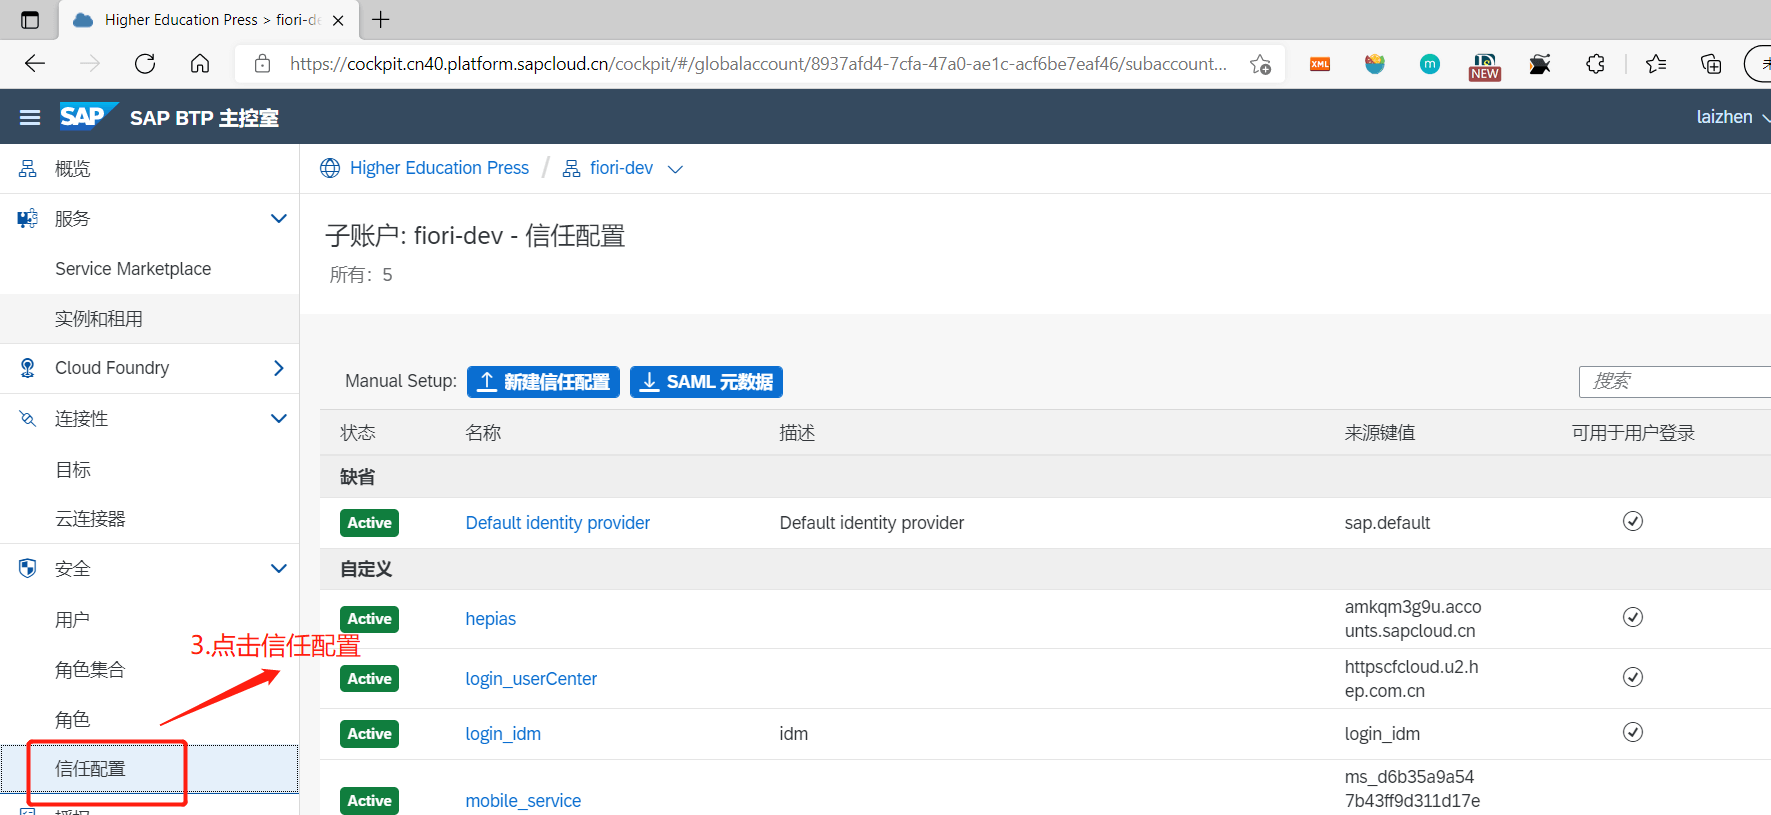 Higher Education Press > fiori-de
https://cockpit.cn40.platform.sapcloud.cn/cockpit/#/globalaccount/8937afd4-7cfa-47a0-ae1c-acf6be7eaf46/subaccount...
XML
m
NEW
SAP SAP BTP 主控室
laizhen
概览
服务
Service Marketplace
实例和租用
Cloud Foundry
连接性
目标
云连接器
安全
用户
角色集合
角色
信任配置
3.点击信任配置
Higher Education Press / fiori-dev
子账户: fiori-dev - 信任配置
所有: 5
Manual Setup: 新建信任配置 SAML 元数据
搜索
状态 名称 描述 来源键值 可用于用户登录
缺省
Active Default identity provider Default identity provider sap.default
自定义
Active hepias amkqm3g9u.acco
unts.sapcloud.cn
Active login_userCenter httpscfcloud.u2.h
ep.com.cn
Active login_idm idm login_idm
Active mobile_service ms_d6b35a9a54
7b43ff9d311d17e